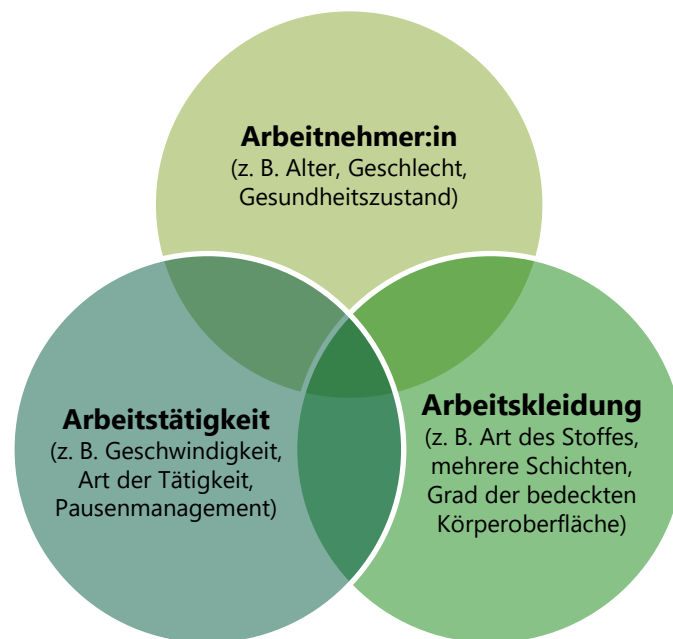 Arbeitnehmer:in
(z. B. Alter, Geschlecht,
Gesundheitszustand)
Arbeitstätigkeit
(z. B. Geschwindigkeit,
Art der Tätigkeit,
Pausenmanagement)
Arbeitskleidung
(z. B. Art des Stoffes,
mehrere Schichten,
Grad der bedeckten
Körperoberfläche)